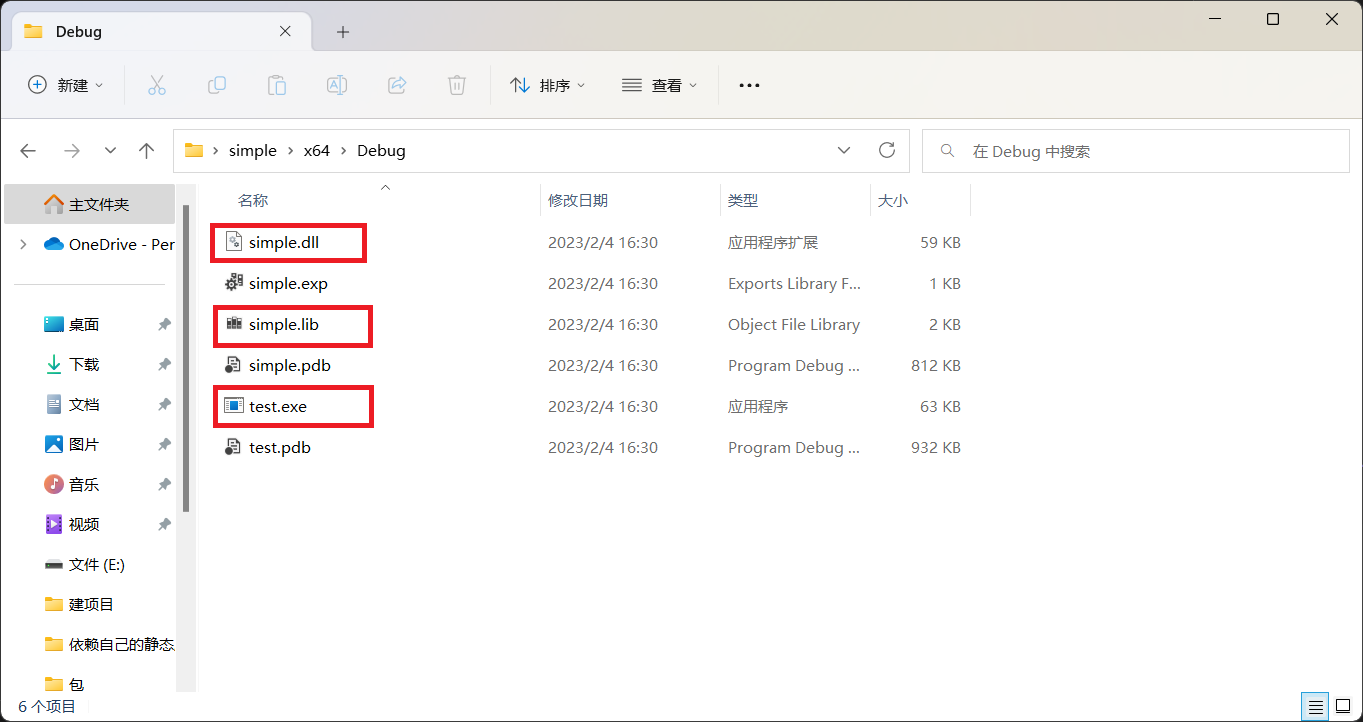 Debug
新建
排序
查看
simple
x64
Debug
在 Debug 中搜索
主文件夹
OneDrive - Per
桌面
下载
文档
图片
音乐
视频
文件 (E:)
建项目
依赖自己的静态
包
名称 修改日期 类型 大小
simple.dll 2023/2/4 16:30 应用程序扩展 59 KB
simple.exp 2023/2/4 16:30 Exports Library F... 1 KB
simple.lib 2023/2/4 16:30 Object File Library 2 KB
simple.pdb 2023/2/4 16:30 Program Debug ... 812 KB
test.exe 2023/2/4 16:30 应用程序 63 KB
test.pdb 2023/2/4 16:30 Program Debug ... 932 KB
6 个项目